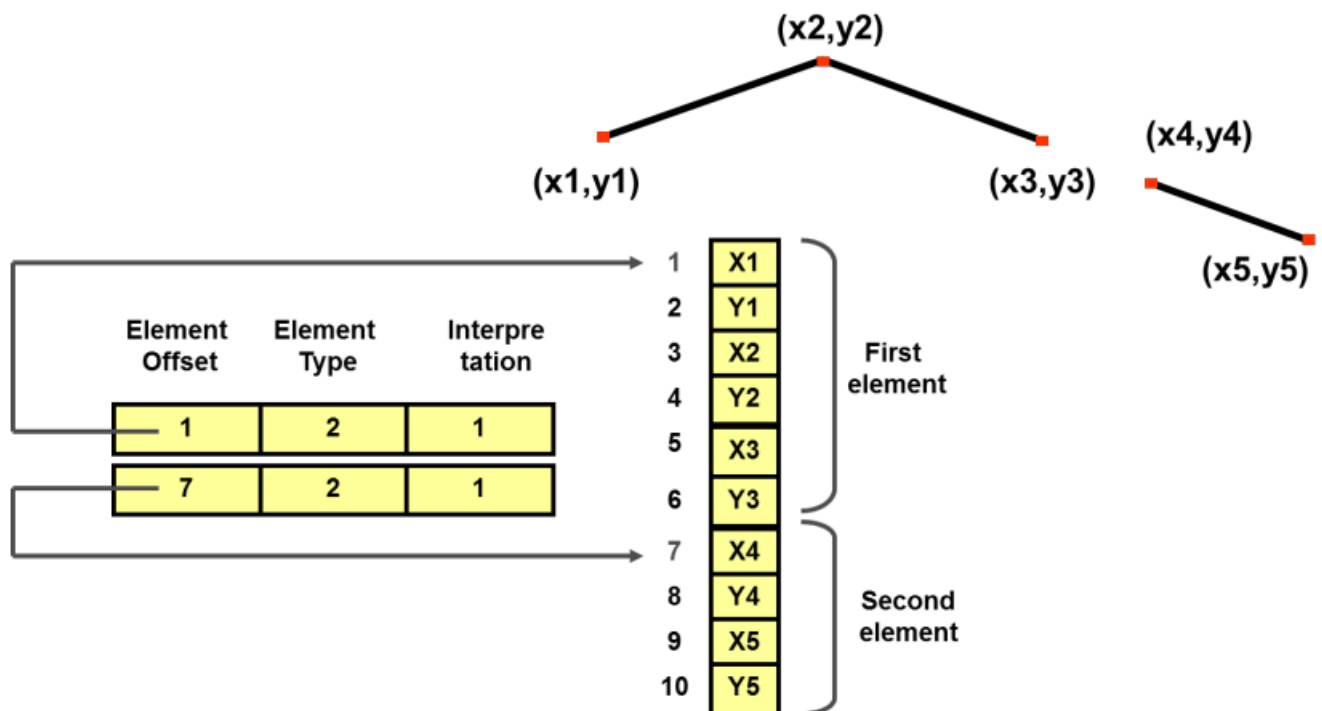 (x2,y2)
(x4,y4)
(x1,y1)
(x3,y3)
(x5,y5)
Element Offset
Element Type
Interpre tation
1 2 1
7 2 1
1 X1
2 Y1
3 X2
4 Y2
5 X3
6 Y3
7 X4
8 Y4
9 X5
10 Y5
First
element
Second
element